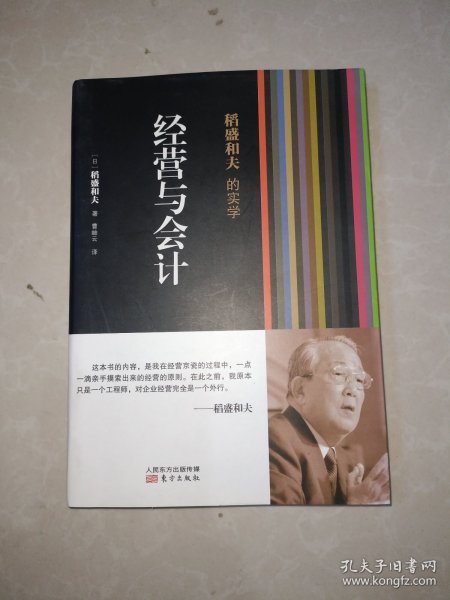 稻盛和夫 的实学
经营与会计
[日] 稻盛和夫 著 曹岫云 译
这本书的内容，是我在经营京瓷的过程中，一点
一滴亲手摸索出来的经营的原则。在此之前，我原本
只是一个工程师，对企业经营完全是一个外行。
——稻盛和夫
人民东方出版传媒
东方出版社
孔夫子旧书网
www.kongfz.com